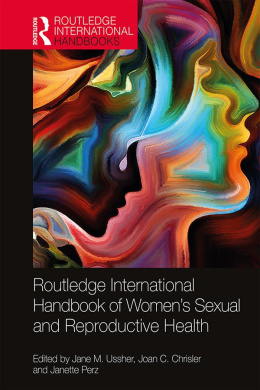 ROUTLEDGE
ROUTLEDGE
INTERNATIONAL
HANDBOOKS
Routledge International
Handbook of Women's Sexual
and Reproductive Health
Edited by Jane M. Ussher, Joan C. Chrisler
and Janette Perz